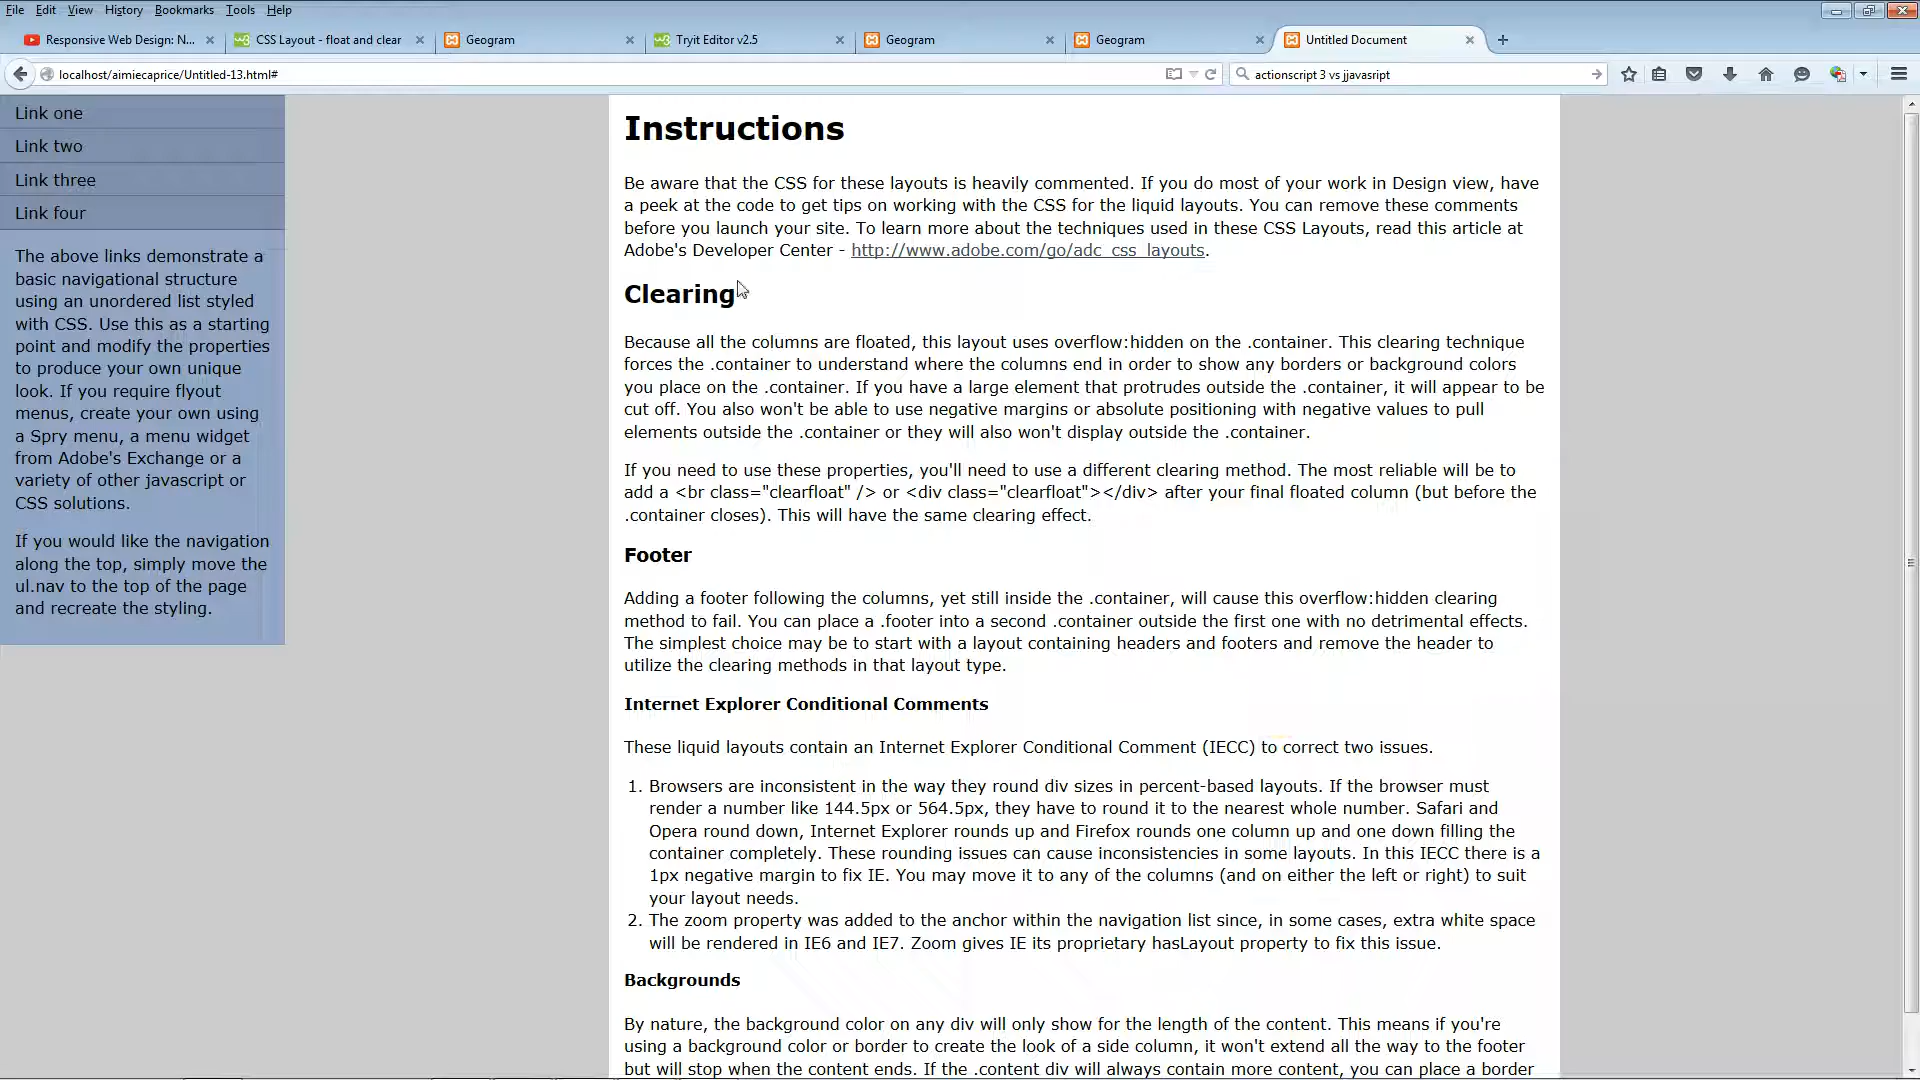 File Edit View History Bookmarks Tools Help
Responsive Web Design: N...
CSS Layout - float and clear
Geogram
Tryit Editor v2.5
Geogram
Geogram
Untitled Document
localhost/aimiecaprice/Untitled-13.html#
actionscript 3 vs jjavasript
Link one
Link two
Link three
Link four
The above links demonstrate a
basic navigational structure
using an unordered list styled
with CSS. Use this as a starting
point and modify the properties
to produce your own unique
look. If you require flyout
menus, create your own using
a Spry menu, a menu widget
from Adobe's Exchange or a
variety of other javascript or
CSS solutions.
If you would like the navigation
along the top, simply move the
ul.nav to the top of the page
and recreate the styling.
Instructions
Be aware that the CSS for these layouts is heavily commented. If you do most of your work in Design view, have
a peek at the code to get tips on working with the CSS for the liquid layouts. You can remove these comments
before you launch your site. To learn more about the techniques used in these CSS Layouts, read this article at
Adobe's Developer Center - http://www.adobe.com/go/adc_css_layouts.
Clearing
Because all the columns are floated, this layout uses overflow:hidden on the .container. This clearing technique
forces the .container to understand where the columns end in order to show any borders or background colors
you place on the .container. If you have a large element that protrudes outside the .container, it will appear to be
cut off. You also won't be able to use negative margins or absolute positioning with negative values to pull
elements outside the .container or they will also won't display outside the .container.
If you need to use these properties, you'll need to use a different clearing method. The most reliable will be to
add a <br class="clearfloat" /> or <div class="clearfloat"></div> after your final floated column (but before the
.container closes). This will have the same clearing effect.
Footer
Adding a footer following the columns, yet still inside the .container, will cause this overflow:hidden clearing
method to fail. You can place a .footer into a second .container outside the first one with no detrimental effects.
The simplest choice may be to start with a layout containing headers and footers and remove the header to
utilize the clearing methods in that layout type.
Internet Explorer Conditional Comments
These liquid layouts contain an Internet Explorer Conditional Comment (IECC) to correct two issues.
1. Browsers are inconsistent in the way they round div sizes in percent-based layouts. If the browser must
render a number like 144.5px or 564.5px, they have to round it to the nearest whole number. Safari and
Opera round down, Internet Explorer rounds up and Firefox rounds one column up and one down filling the
container completely. These rounding issues can cause inconsistencies in some layouts. In this IECC there is a
1px negative margin to fix IE. You may move it to any of the columns (and on either the left or right) to suit
your layout needs.
2. The zoom property was added to the anchor within the navigation list since, in some cases, extra white space
will be rendered in IE6 and IE7. Zoom gives IE its proprietary hasLayout property to fix this issue.
Backgrounds
By nature, the background color on any div will only show for the length of the content. This means if you're
using a background color or border to create the look of a side column, it won't extend all the way to the footer
but will stop when the content ends. If the .content div will always contain more content, you can place a border